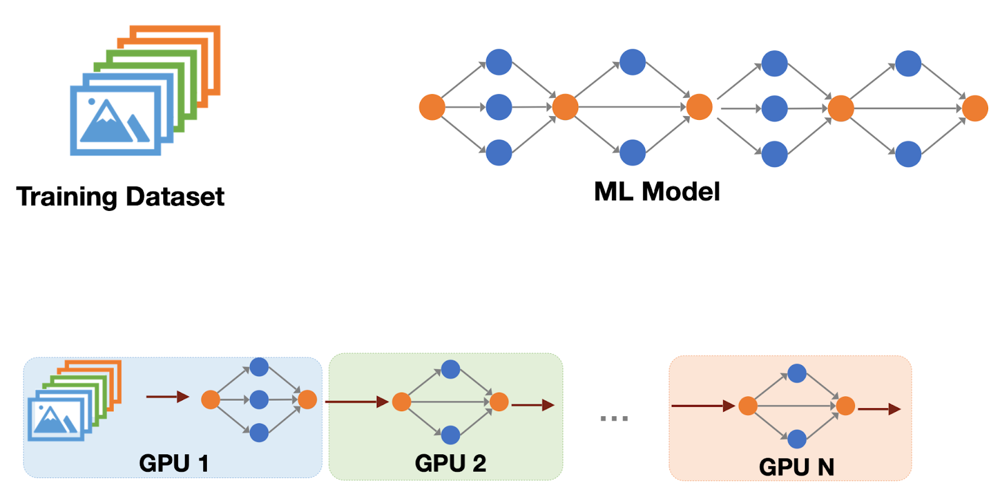 Training Dataset
ML Model
...
GPU 1
GPU 2
GPU N